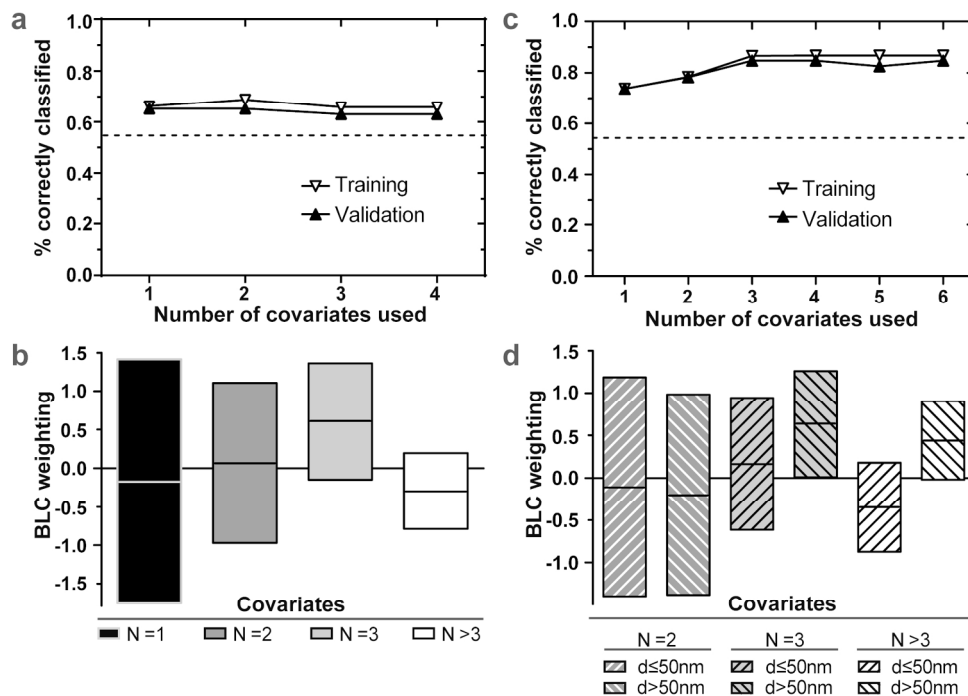 a
% correctly classified
1.0
0.8
0.6
0.4
0.2
0.0
Training
Validation
1 2 3 4
Number of covariates used
c
% correctly classified
1.0
0.8
0.6
0.4
0.2
0.0
Training
Validation
1 2 3 4 5 6
Number of covariates used
b
BLC weighting
1.5
1.0
0.5
0.0
-0.5
-1.0
-1.5
Covariates
N =1 N =2 N =3 N >3
d
BLC weighting
1.5
1.0
0.5
0.0
-0.5
-1.0
Covariates
N =2 N =3 N >3
d≤50nm d≤50nm d≤50nm
d>50nm d>50nm d>50nm